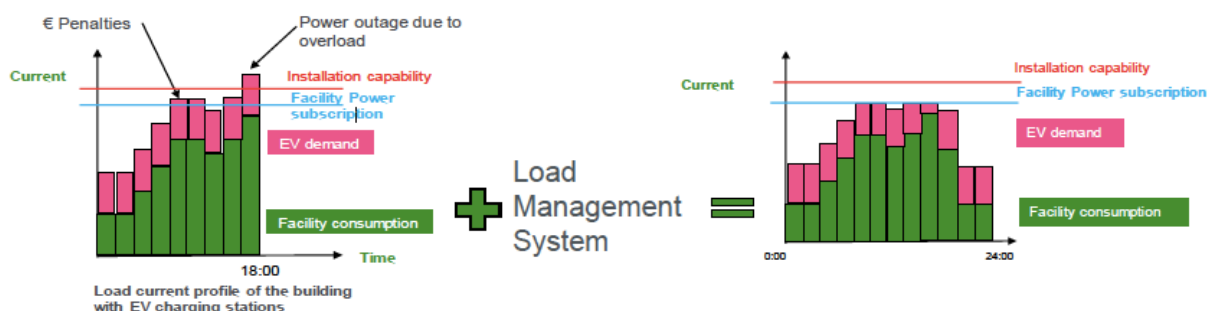 € Penalties
Power outage due to
overload
Current
Installation capability
Facility Power
subscription
EV demand
Facility consumption
Time
18:00
Load current profile of the building
with EV charging stations
Load
Management
System
Current
Installation capability
Facility Power subscription
EV demand
Facility consumption
0:00
24:00